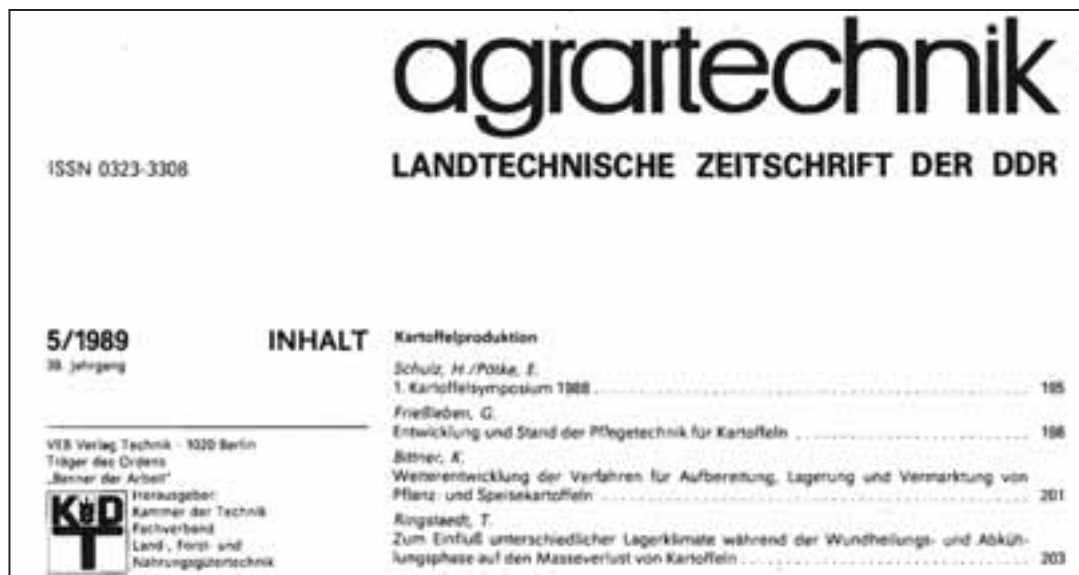 agrartechnik
LANDTECHNISCHE ZEITSCHRIFT DER DDR
ISSN 0323-3308
5/1989
39. Jahrgang
INHALT
VEB Verlag Technik · 1020 Berlin
Träger des Ordens
„Banner der Arbeit"
KDT
Herausgeber:
Kammer der Technik
Fachverband
Land-, Forst- und
Nahrungsgütertechnik
Kartoffelproduktion
Schulz, H./Pötke, E.
1. Kartoffelsymposium 1988 195
Frießleben, G.
Entwicklung und Stand der Pflegetechnik für Kartoffeln 198
Bittner, K.
Weiterentwicklung der Verfahren für Aufbereitung, Lagerung und Vermarktung von
Pflanz- und Speisekartoffeln 201
Ringstaedt, T.
Zum Einfluß unterschiedlicher Lagerklimate während der Wundheilungs- und Abküh-
lungsphase auf den Masseverlust von Kartoffeln 203